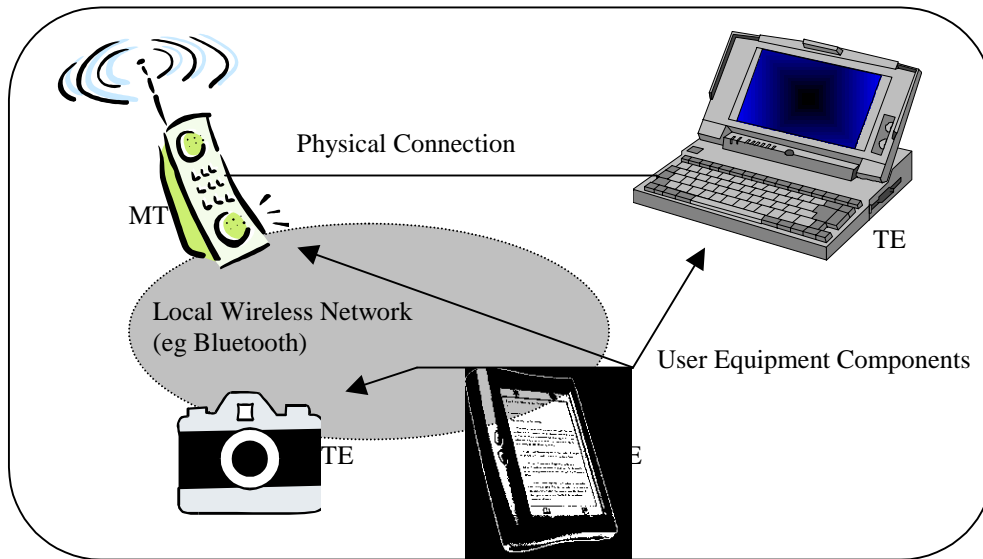 Physical Connection
MT
TE
Local Wireless Network
(eg Bluetooth)
User Equipment Components
TE
E